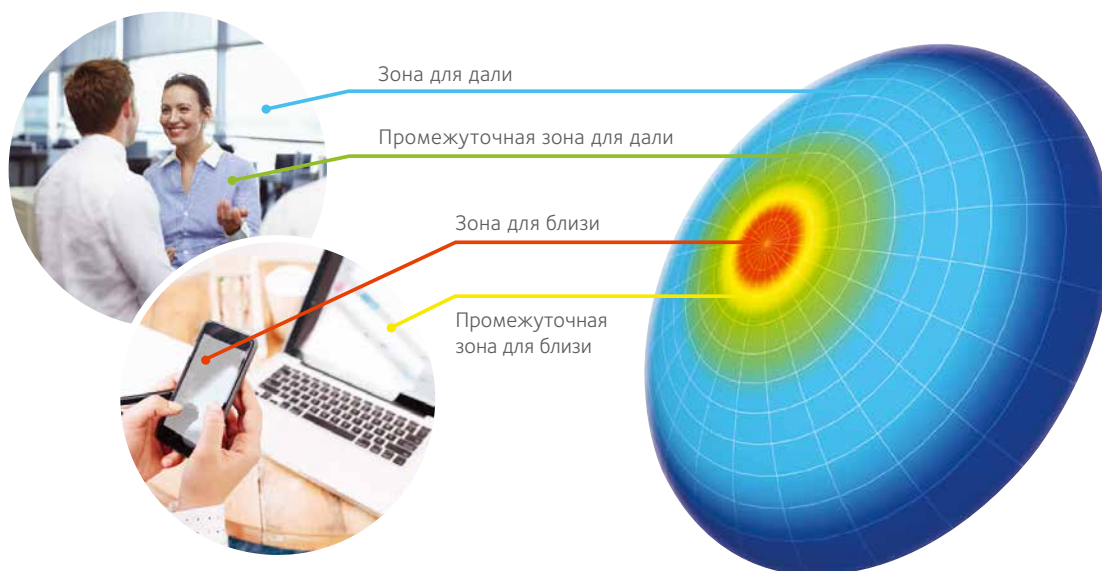 Зона для дали
Промежуточная зона для дали
Зона для близи
Промежуточная
зона для близи